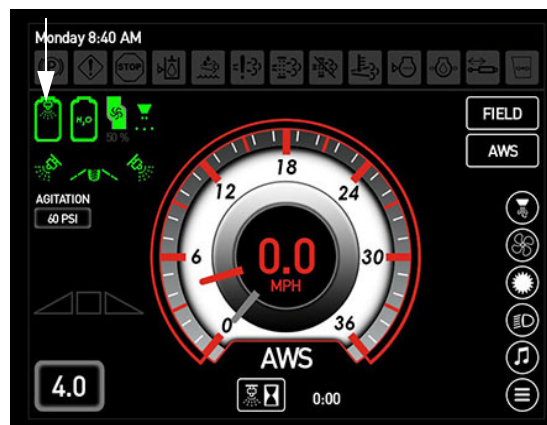 Monday 8:40 AM
(P)
STOP
H₂O
50 %
FIELD
AWS
AGITATION
60 PSI
0
6
12
18
24
30
36
0.0
MPH
AWS
4.0
0:00